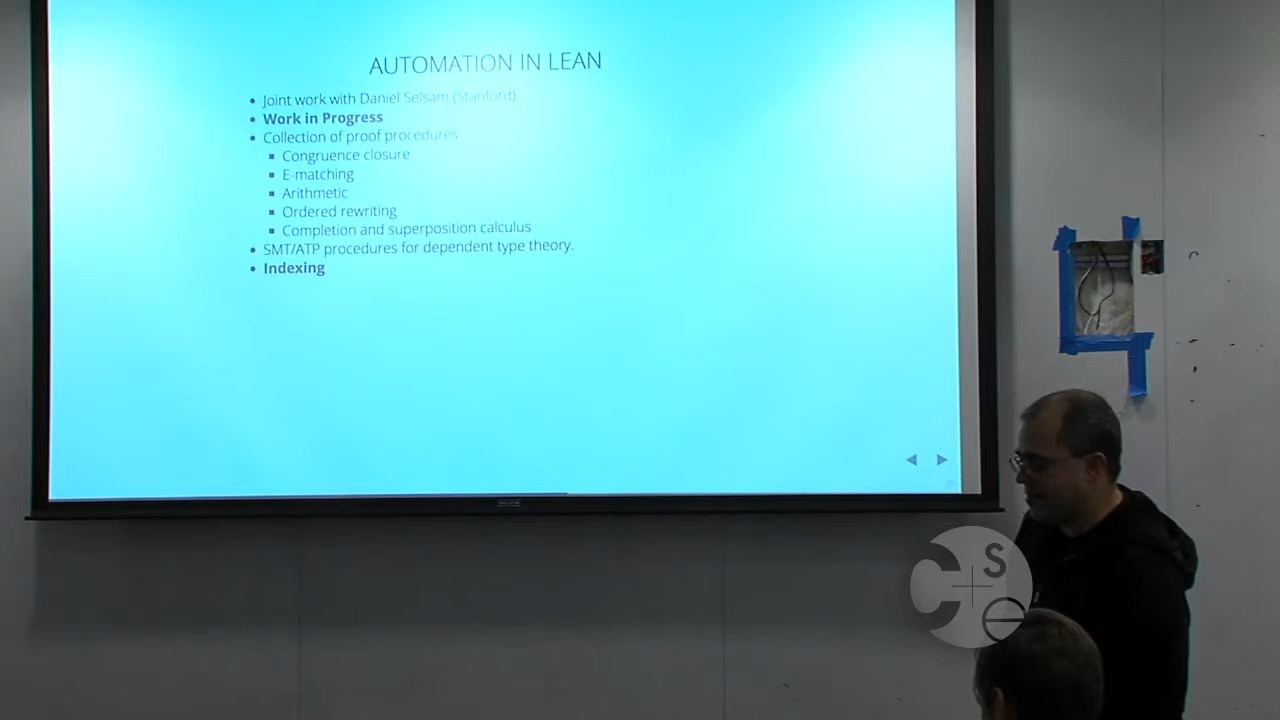 AUTOMATION IN LEAN
• Joint work with Daniel Selsam (Stanford)
• Work in Progress
• Collection of proof procedures
▪ Congruence closure
▪ E-matching
▪ Arithmetic
▪ Ordered rewriting
▪ Completion and superposition calculus
• SMT/ATP procedures for dependent type theory.
• Indexing
C S e